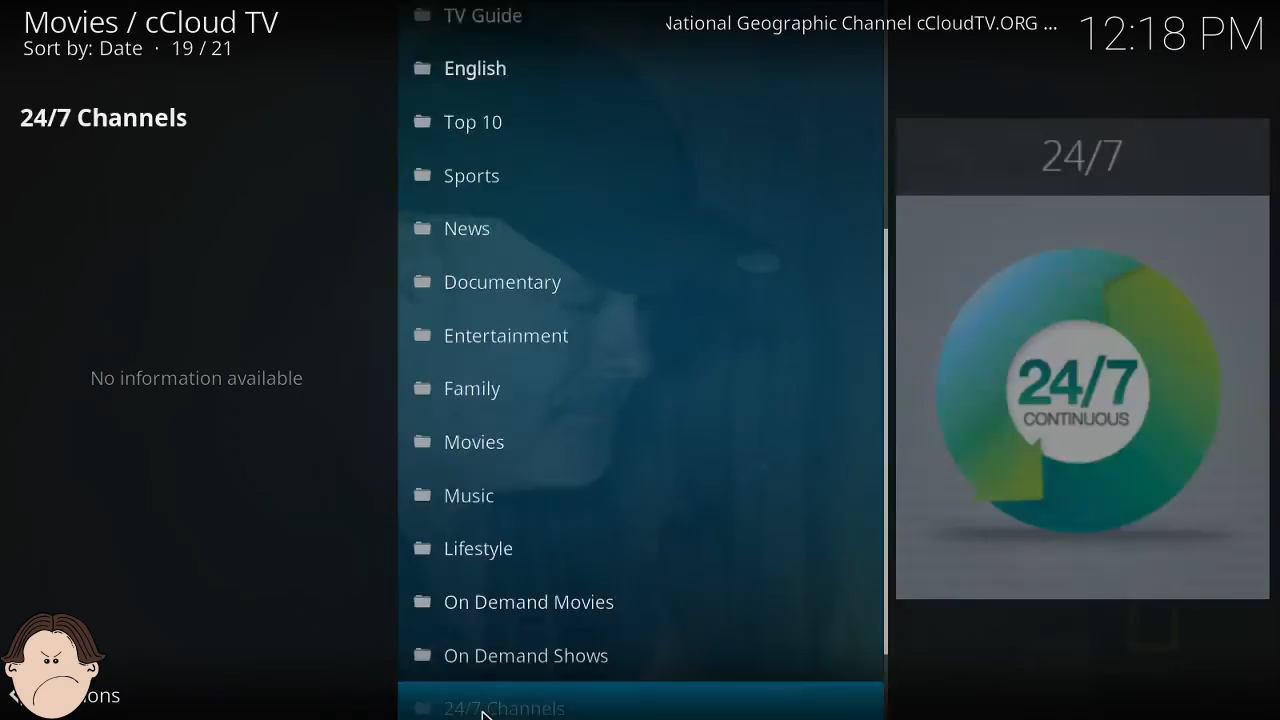 Movies / cCloud TV
Sort by: Date · 19 / 21
National Geographic Channel cCloudTV.ORG ...
12:18 PM
24/7 Channels
No information available
TV Guide
English
Top 10
Sports
News
Documentary
Entertainment
Family
Movies
Music
Lifestyle
On Demand Movies
On Demand Shows
24/7 Channels
24/7
24/7
CONTINUOUS